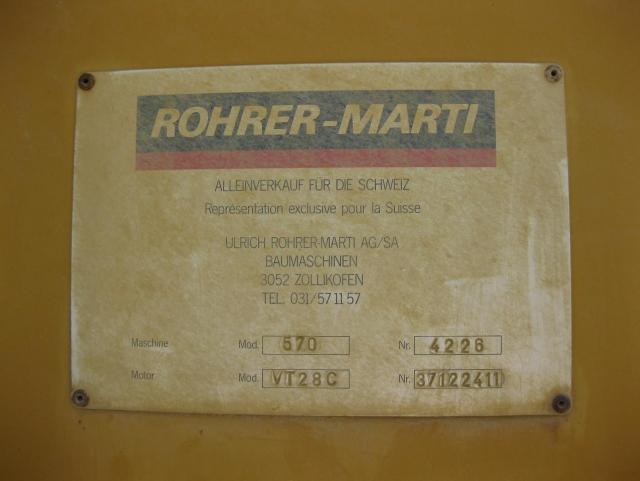 ROHRER-MARTI
ALLEINVERKAUF FÜR DIE SCHWEIZ
Représentation exclusive pour la Suisse
ULRICH ROHRER-MARTI AG/SA
BAUMASCHINEN
3052 ZOLLIKOFEN
TEL. 031/57 11 57
Maschine Mod. 570 Nr. 4226
Motor Mod. VT28C Nr. 37122411